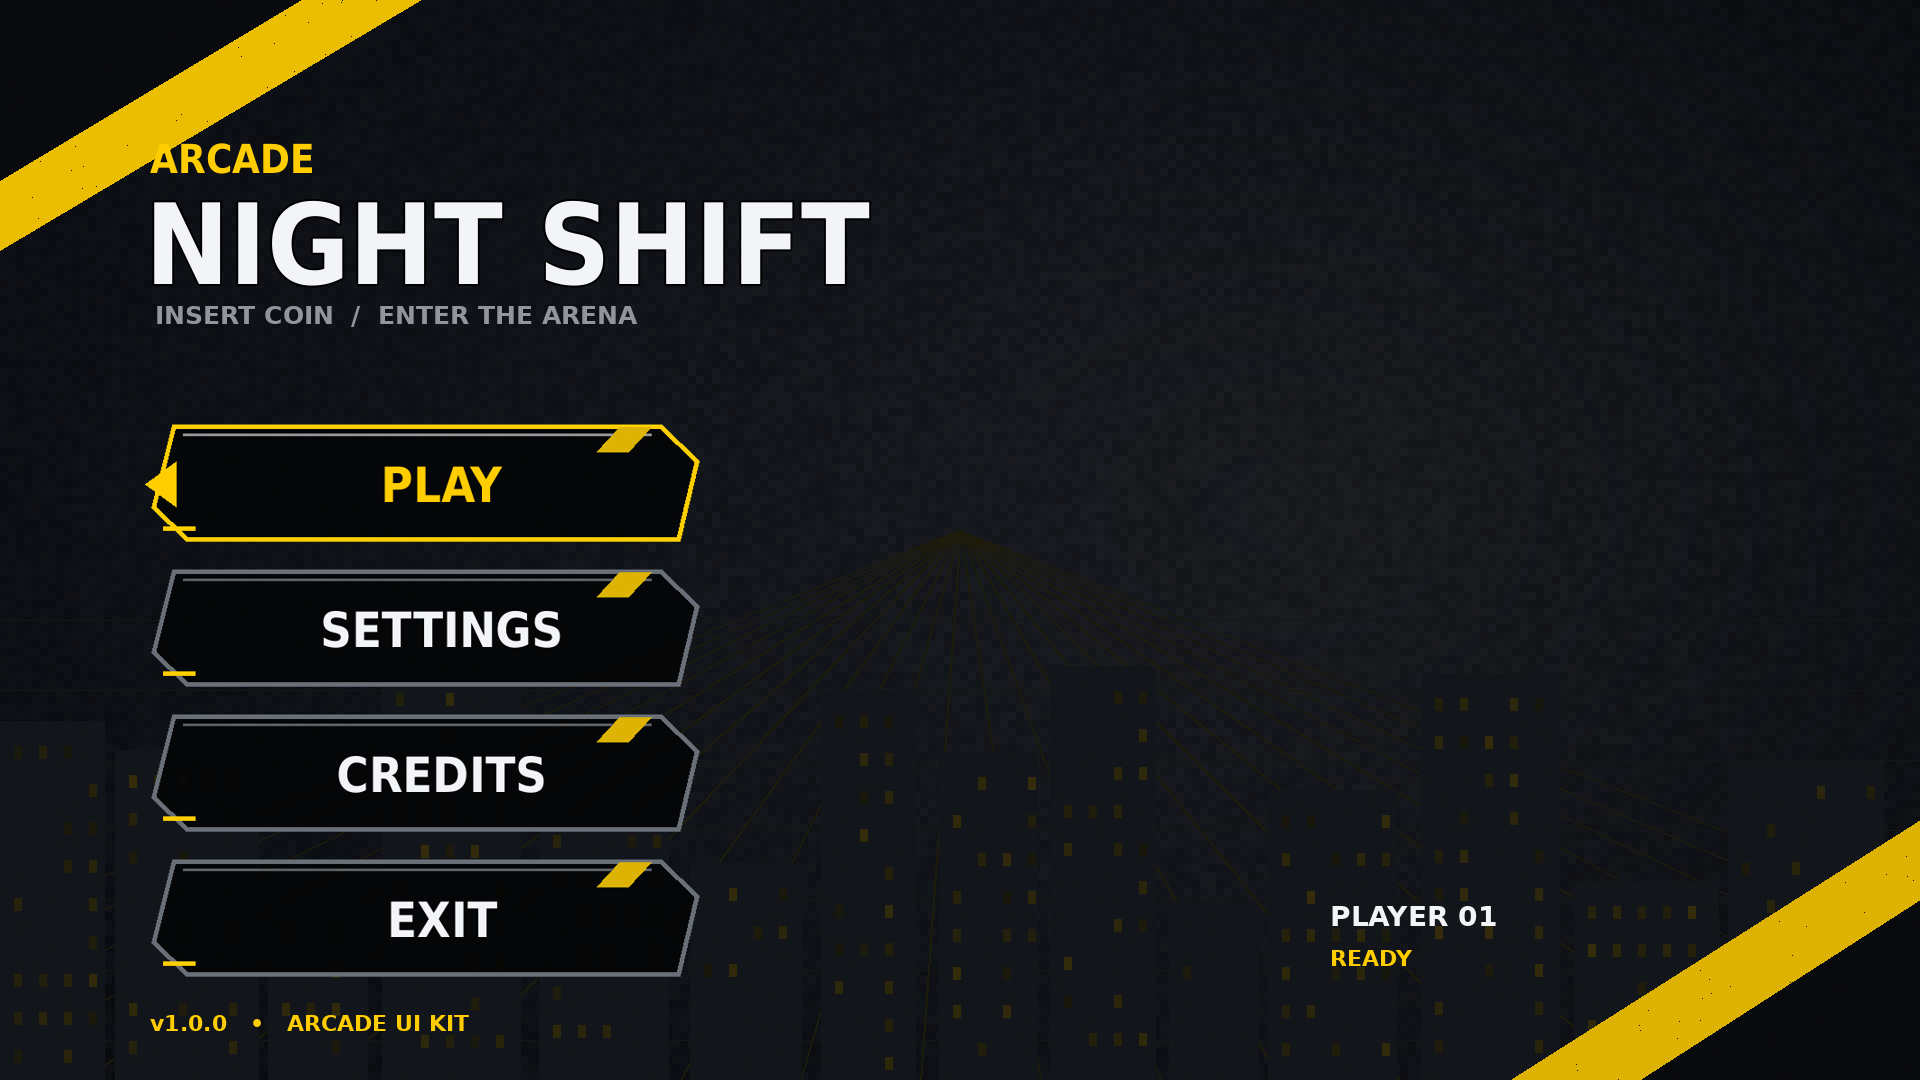 ARCADE
NIGHT SHIFT
INSERT COIN / ENTER THE ARENA
PLAY
SETTINGS
CREDITS
EXIT
PLAYER 01
READY
v1.0.0 • ARCADE UI KIT